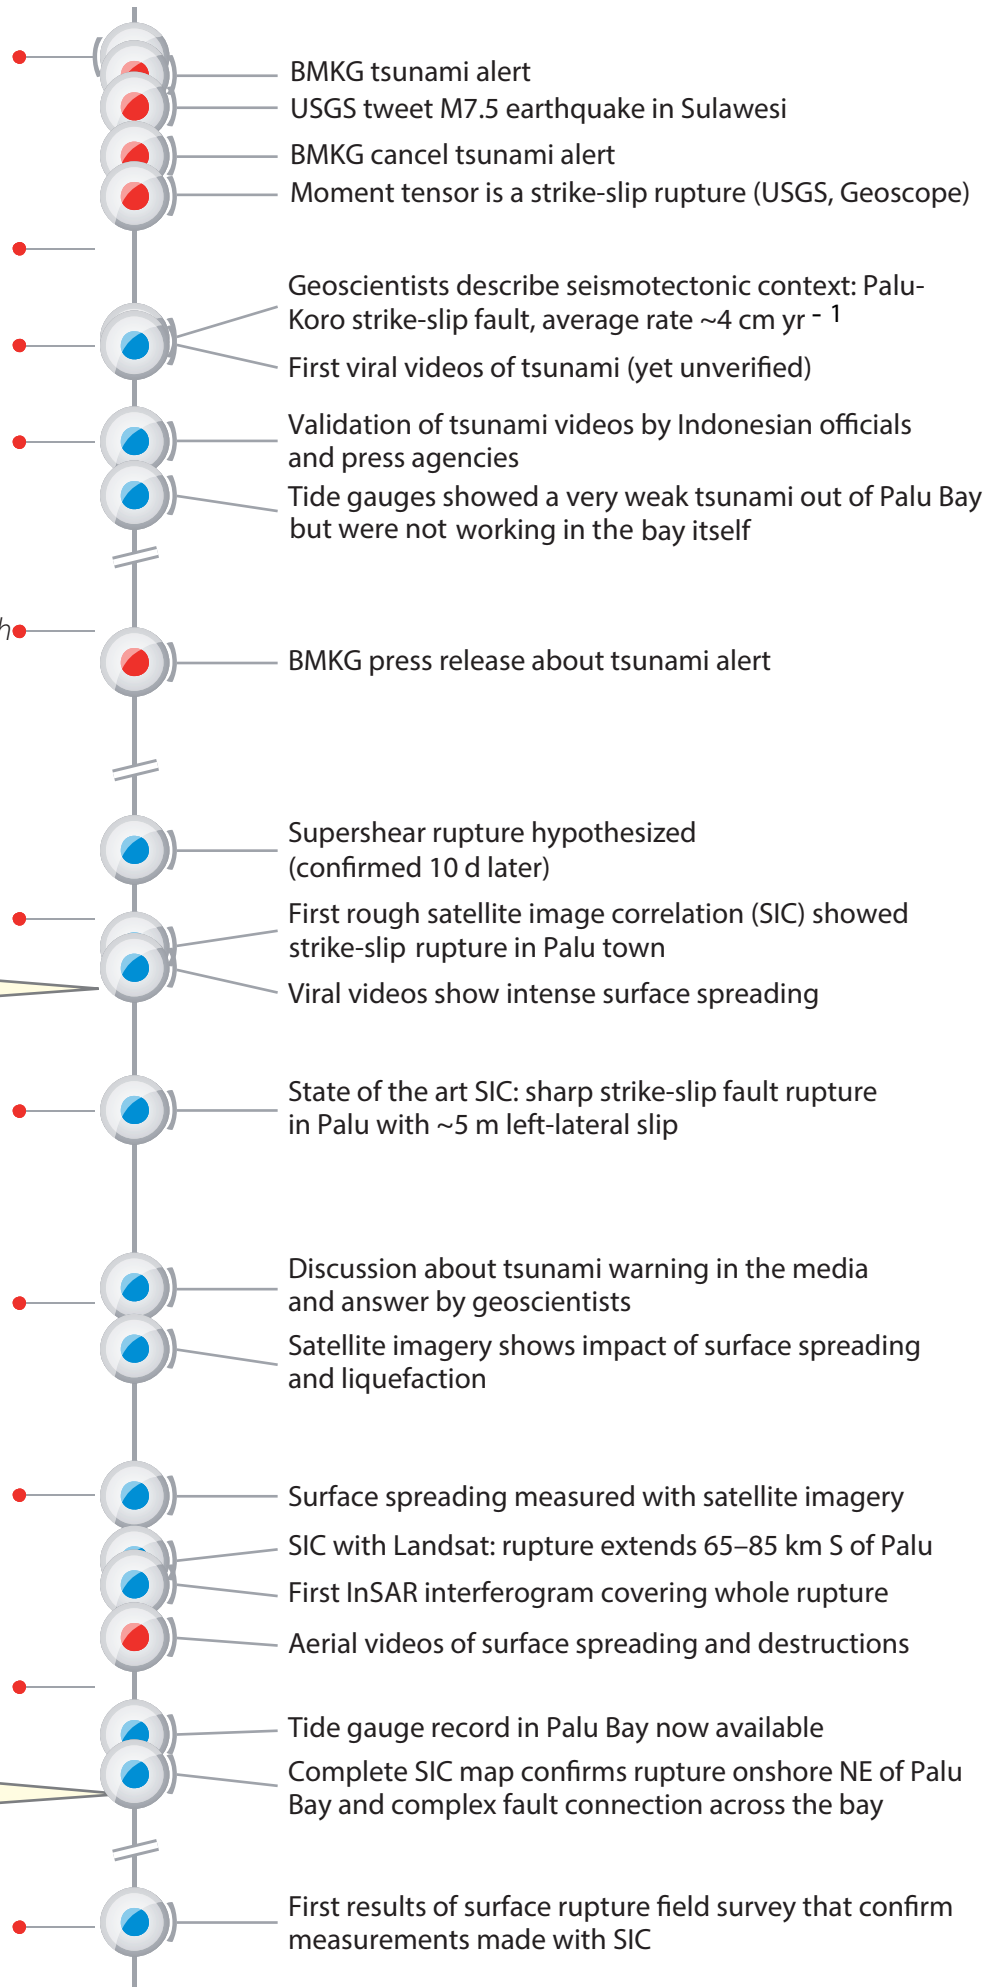 BMKG tsunami alert
USGS tweet M7.5 earthquake in Sulawesi
BMKG cancel tsunami alert
Moment tensor is a strike-slip rupture (USGS, Geoscope)
Geoscientists describe seismotectonic context: Palu-
Koro strike-slip fault, average rate ~4 cm yr - 1
First viral videos of tsunami (yet unverified)
Validation of tsunami videos by Indonesian officials
and press agencies
Tide gauges showed a very weak tsunami out of Palu Bay
but were not working in the bay itself
h
BMKG press release about tsunami alert
Supershear rupture hypothesized
(confirmed 10 d later)
First rough satellite image correlation (SIC) showed
strike-slip rupture in Palu town
Viral videos show intense surface spreading
State of the art SIC: sharp strike-slip fault rupture
in Palu with ~5 m left-lateral slip
Discussion about tsunami warning in the media
and answer by geoscientists
Satellite imagery shows impact of surface spreading
and liquefaction
Surface spreading measured with satellite imagery
SIC with Landsat: rupture extends 65–85 km S of Palu
First InSAR interferogram covering whole rupture
Aerial videos of surface spreading and destructions
Tide gauge record in Palu Bay now available
Complete SIC map confirms rupture onshore NE of Palu
Bay and complex fault connection across the bay
First results of surface rupture field survey that confirm
measurements made with SIC